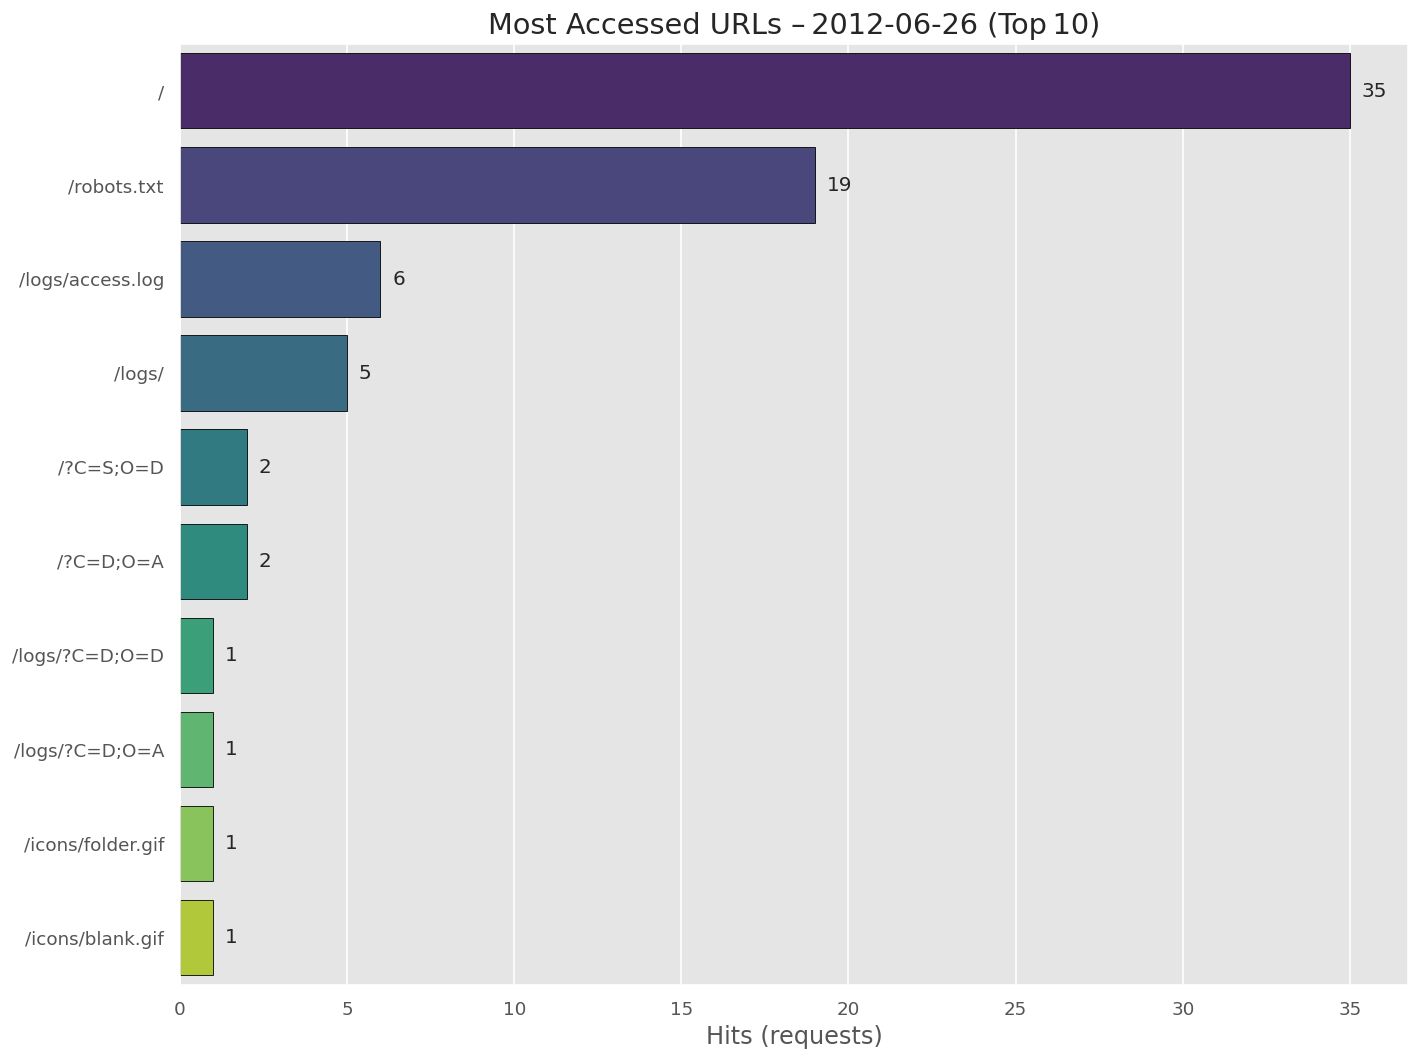 Most Accessed URLs – 2012-06-26 (Top 10)
/ 35
/robots.txt 19
/logs/access.log 6
/logs/ 5
/?C=S;O=D 2
/?C=D;O=A 2
/logs/?C=D;O=D 1
/logs/?C=D;O=A 1
/icons/folder.gif 1
/icons/blank.gif 1
0 5 10 15 20 25 30 35
Hits (requests)